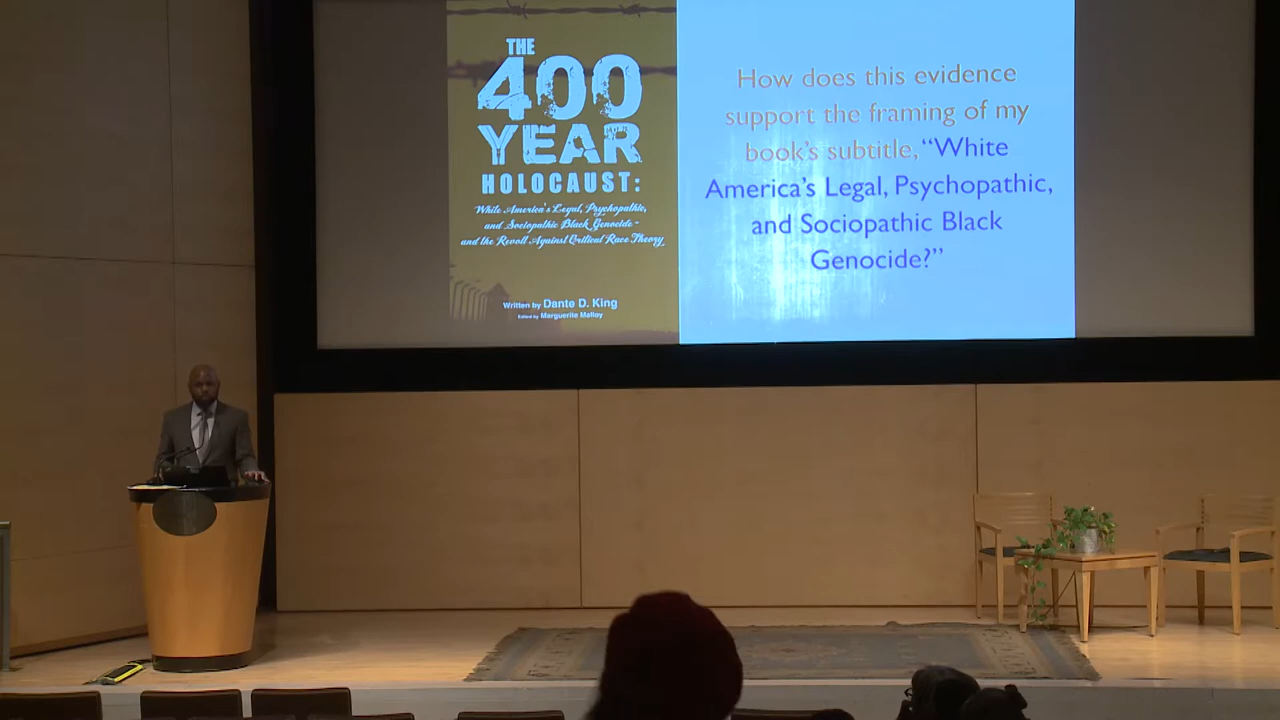 THE
400
YEAR
HOLOCAUST:
White America's Legal, Psychopathic,
and Sociopathic Black Genocide -
and the Revolt Against Critical Race Theory
Written by Dante D. King
Edited by Marguerite Malloy
How does this evidence
support the framing of my
book's subtitle, "White
America's Legal, Psychopathic,
and Sociopathic Black
Genocide?"